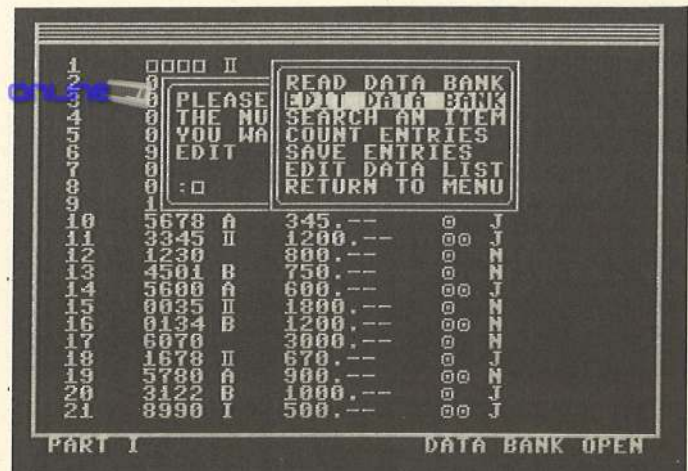 1 □□□□ II
2 0
online
3 0
4 0
5 0
6 9
7 0
8 0
9 1
PLEASE
THE NU
YOU WA
EDIT
:□
READ DATA BANK
EDIT DATA BANK
SEARCH AN ITEM
COUNT ENTRIES
SAVE ENTRIES
EDIT DATA LIST
RETURN TO MENU
10 5678 A 345.-- ⊙ J
11 3345 II 1200.-- ⊙⊙ J
12 1230 800.-- ⊙ N
13 4501 B 750.-- ⊙ N
14 5600 A 600.-- ⊙⊙ J
15 0035 II 1800.-- ⊙ N
16 0134 B 1200.-- ⊙⊙ N
17 6070 3000.-- ⊙ N
18 1678 II 670.-- ⊙ J
19 5780 A 900.-- ⊙⊙ N
20 3122 B 1000.-- ⊙ J
21 8990 I 500.-- ⊙⊙ J
PART I DATA BANK OPEN